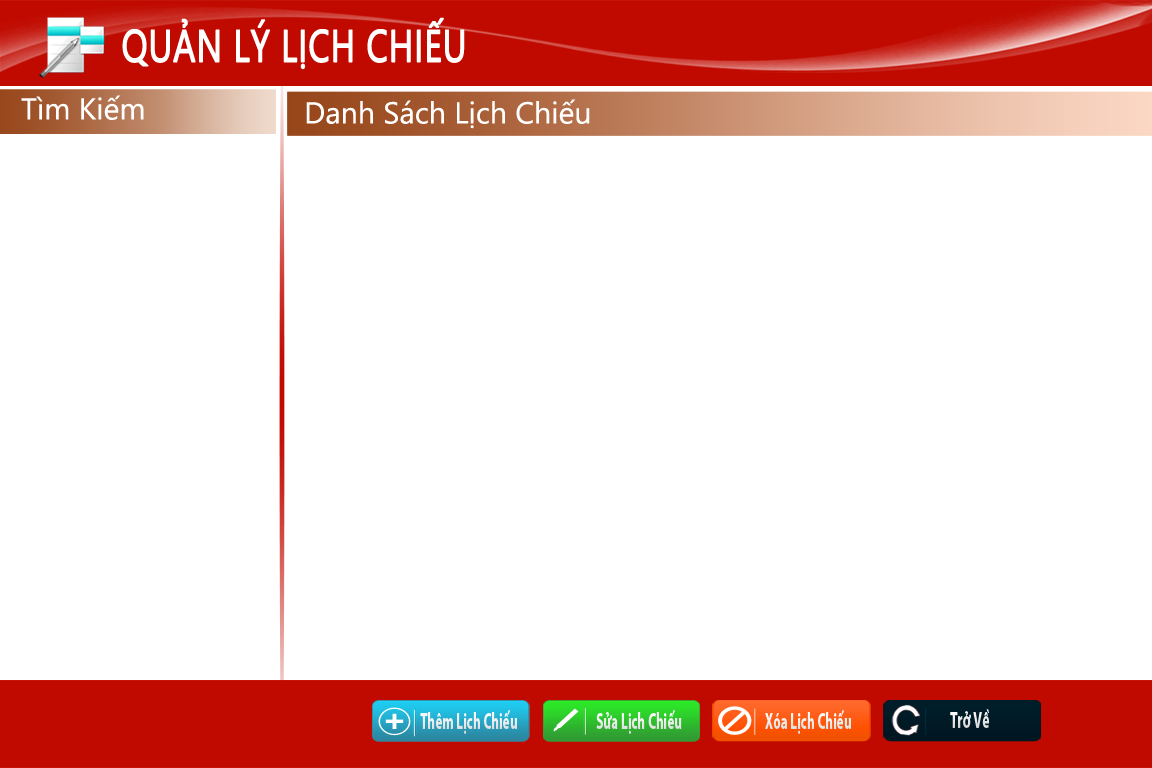 QUẢN LÝ LỊCH CHIẾU
Tìm Kiếm
Danh Sách Lịch Chiếu
Thêm Lịch Chiếu
Sửa Lịch Chiếu
Xóa Lịch Chiếu
Trở Về